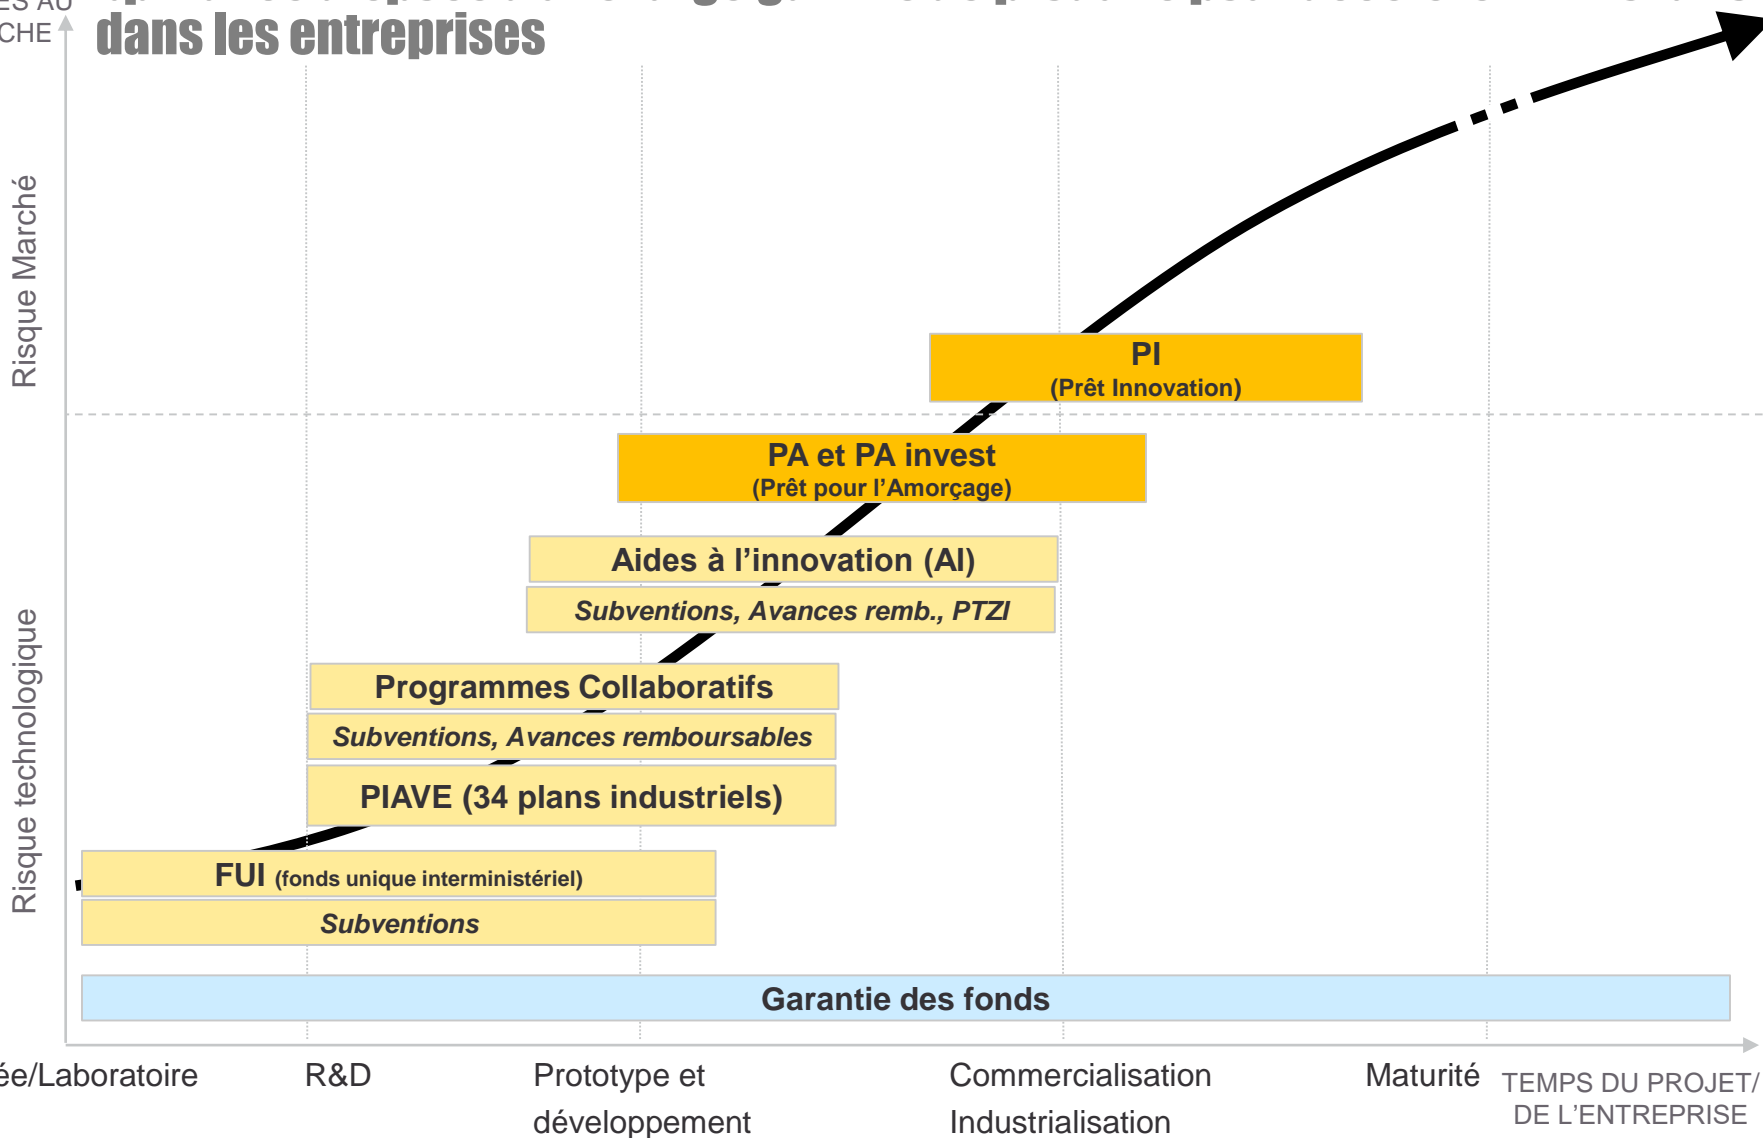 dans les entreprises
Risque Marché
PI
(Prêt Innovation)
PA et PA invest
(Prêt pour l’Amorçage)
Aides à l’innovation (AI)
Subventions, Avances remb., PTZI
Risque technologique
Programmes Collaboratifs
Subventions, Avances remboursables
PIAVE (34 plans industriels)
FUI (fonds unique interministériel)
Subventions
Garantie des fonds
ée/Laboratoire
R&D
Prototype et
développement
Commercialisation
Industrialisation
Maturité
TEMPS DU PROJET/
DE L’ENTREPRISE